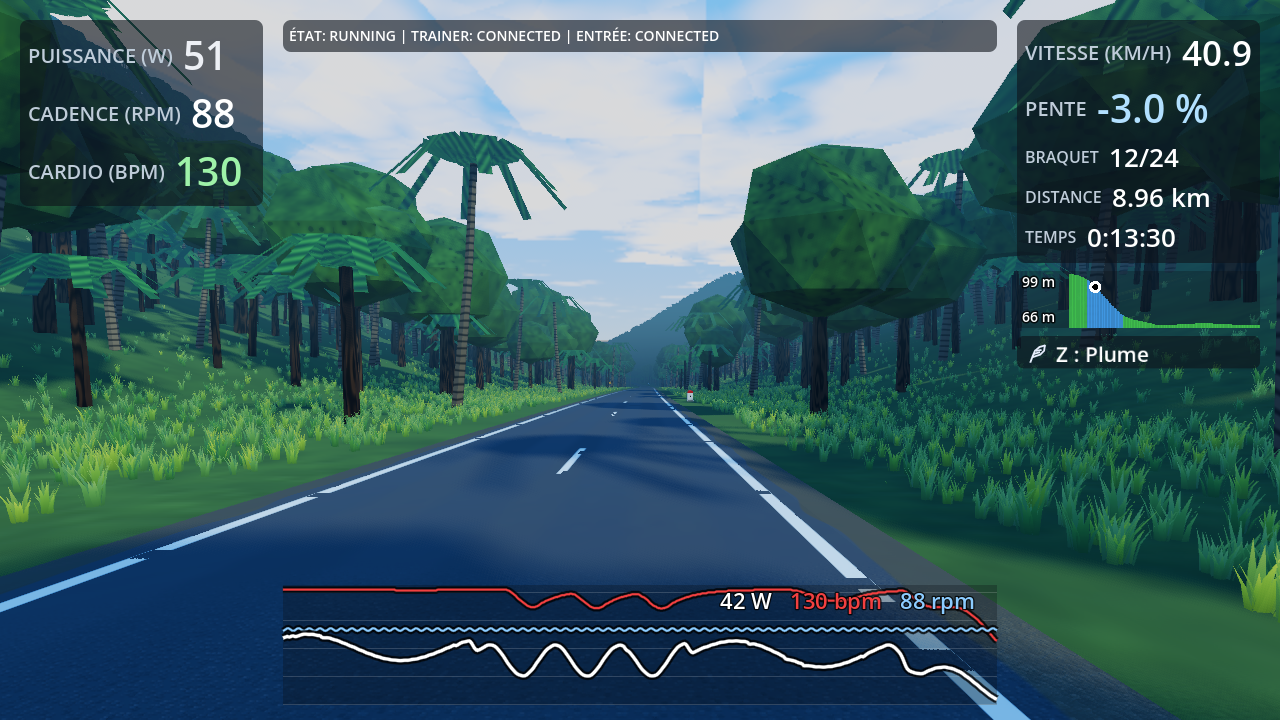 PUISSANCE (W) 51
CADENCE (RPM) 88
CARDIO (BPM) 130
ÉTAT: RUNNING | TRAINER: CONNECTED | ENTRÉE: CONNECTED
VITESSE (KM/H) 40.9
PENTE -3.0 %
BRAQUET 12/24
DISTANCE 8.96 km
TEMPS 0:13:30
99 m
66 m
Z : Plume
42 W 130 bpm 88 rpm